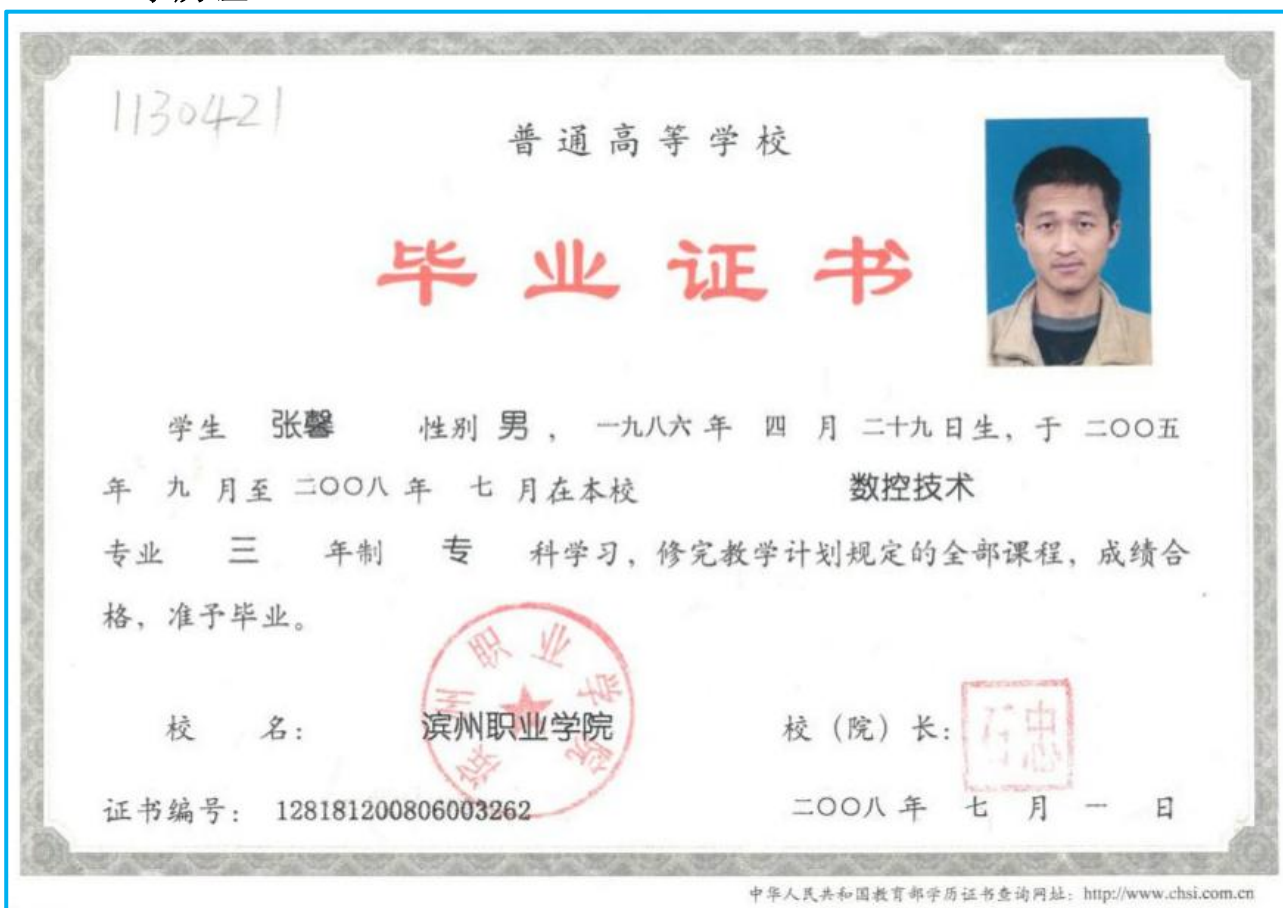 1130421
普通高等学校
毕业证书
学生 张馨 性别 男 ， 一九八六 年 四 月 二十九 日生，于 二○○五
年 九 月至 二○○八 年 七 月在本校 数控技术
专业 三 年制 专 科学习，修完教学计划规定的全部课程，成绩合
格，准予毕业。
滨州职业学院
校 名： 滨州职业学院 校（院）长：
证书编号： 128181200806003262 二○○八 年 七 月 一 日
中华人民共和国教育部学历证书查询网址：http://www.chsi.com.cn